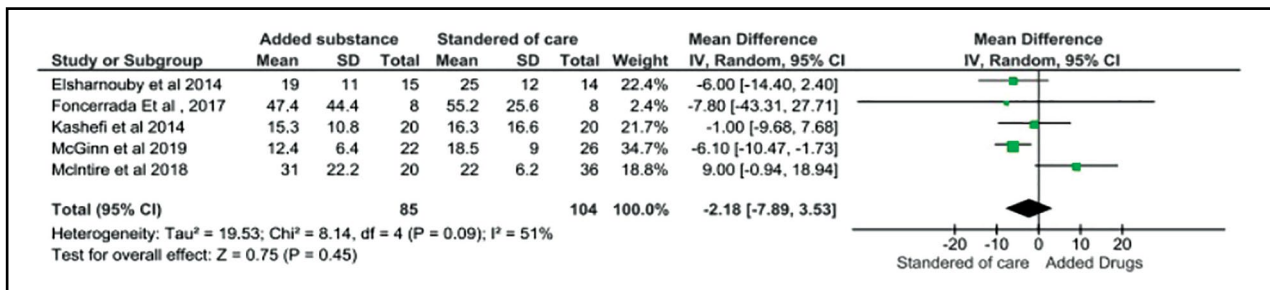 Added substance Standered of care Mean Difference Mean Difference
Study or Subgroup Mean SD Total Mean SD Total Weight IV, Random, 95% CI IV, Random, 95% CI
Elsharnouby et al 2014 19 11 15 25 12 14 22.4% -6.00 [-14.40, 2.40]
Foncerrada Et al , 2017 47.4 44.4 8 55.2 25.6 8 2.4% -7.80 [-43.31, 27.71]
Kashefi et al 2014 15.3 10.8 20 16.3 16.6 20 21.7% -1.00 [-9.68, 7.68]
McGinn et al 2019 12.4 6.4 22 18.5 9 26 34.7% -6.10 [-10.47, -1.73]
McIntire et al 2018 31 22.2 20 22 6.2 36 18.8% 9.00 [-0.94, 18.94]
Total (95% CI) 85 104 100.0% -2.18 [-7.89, 3.53]
Heterogeneity: Tau² = 19.53; Chi² = 8.14, df = 4 (P = 0.09); I² = 51%
Test for overall effect: Z = 0.75 (P = 0.45)
-20 -10 0 10 20
Standered of care Added Drugs